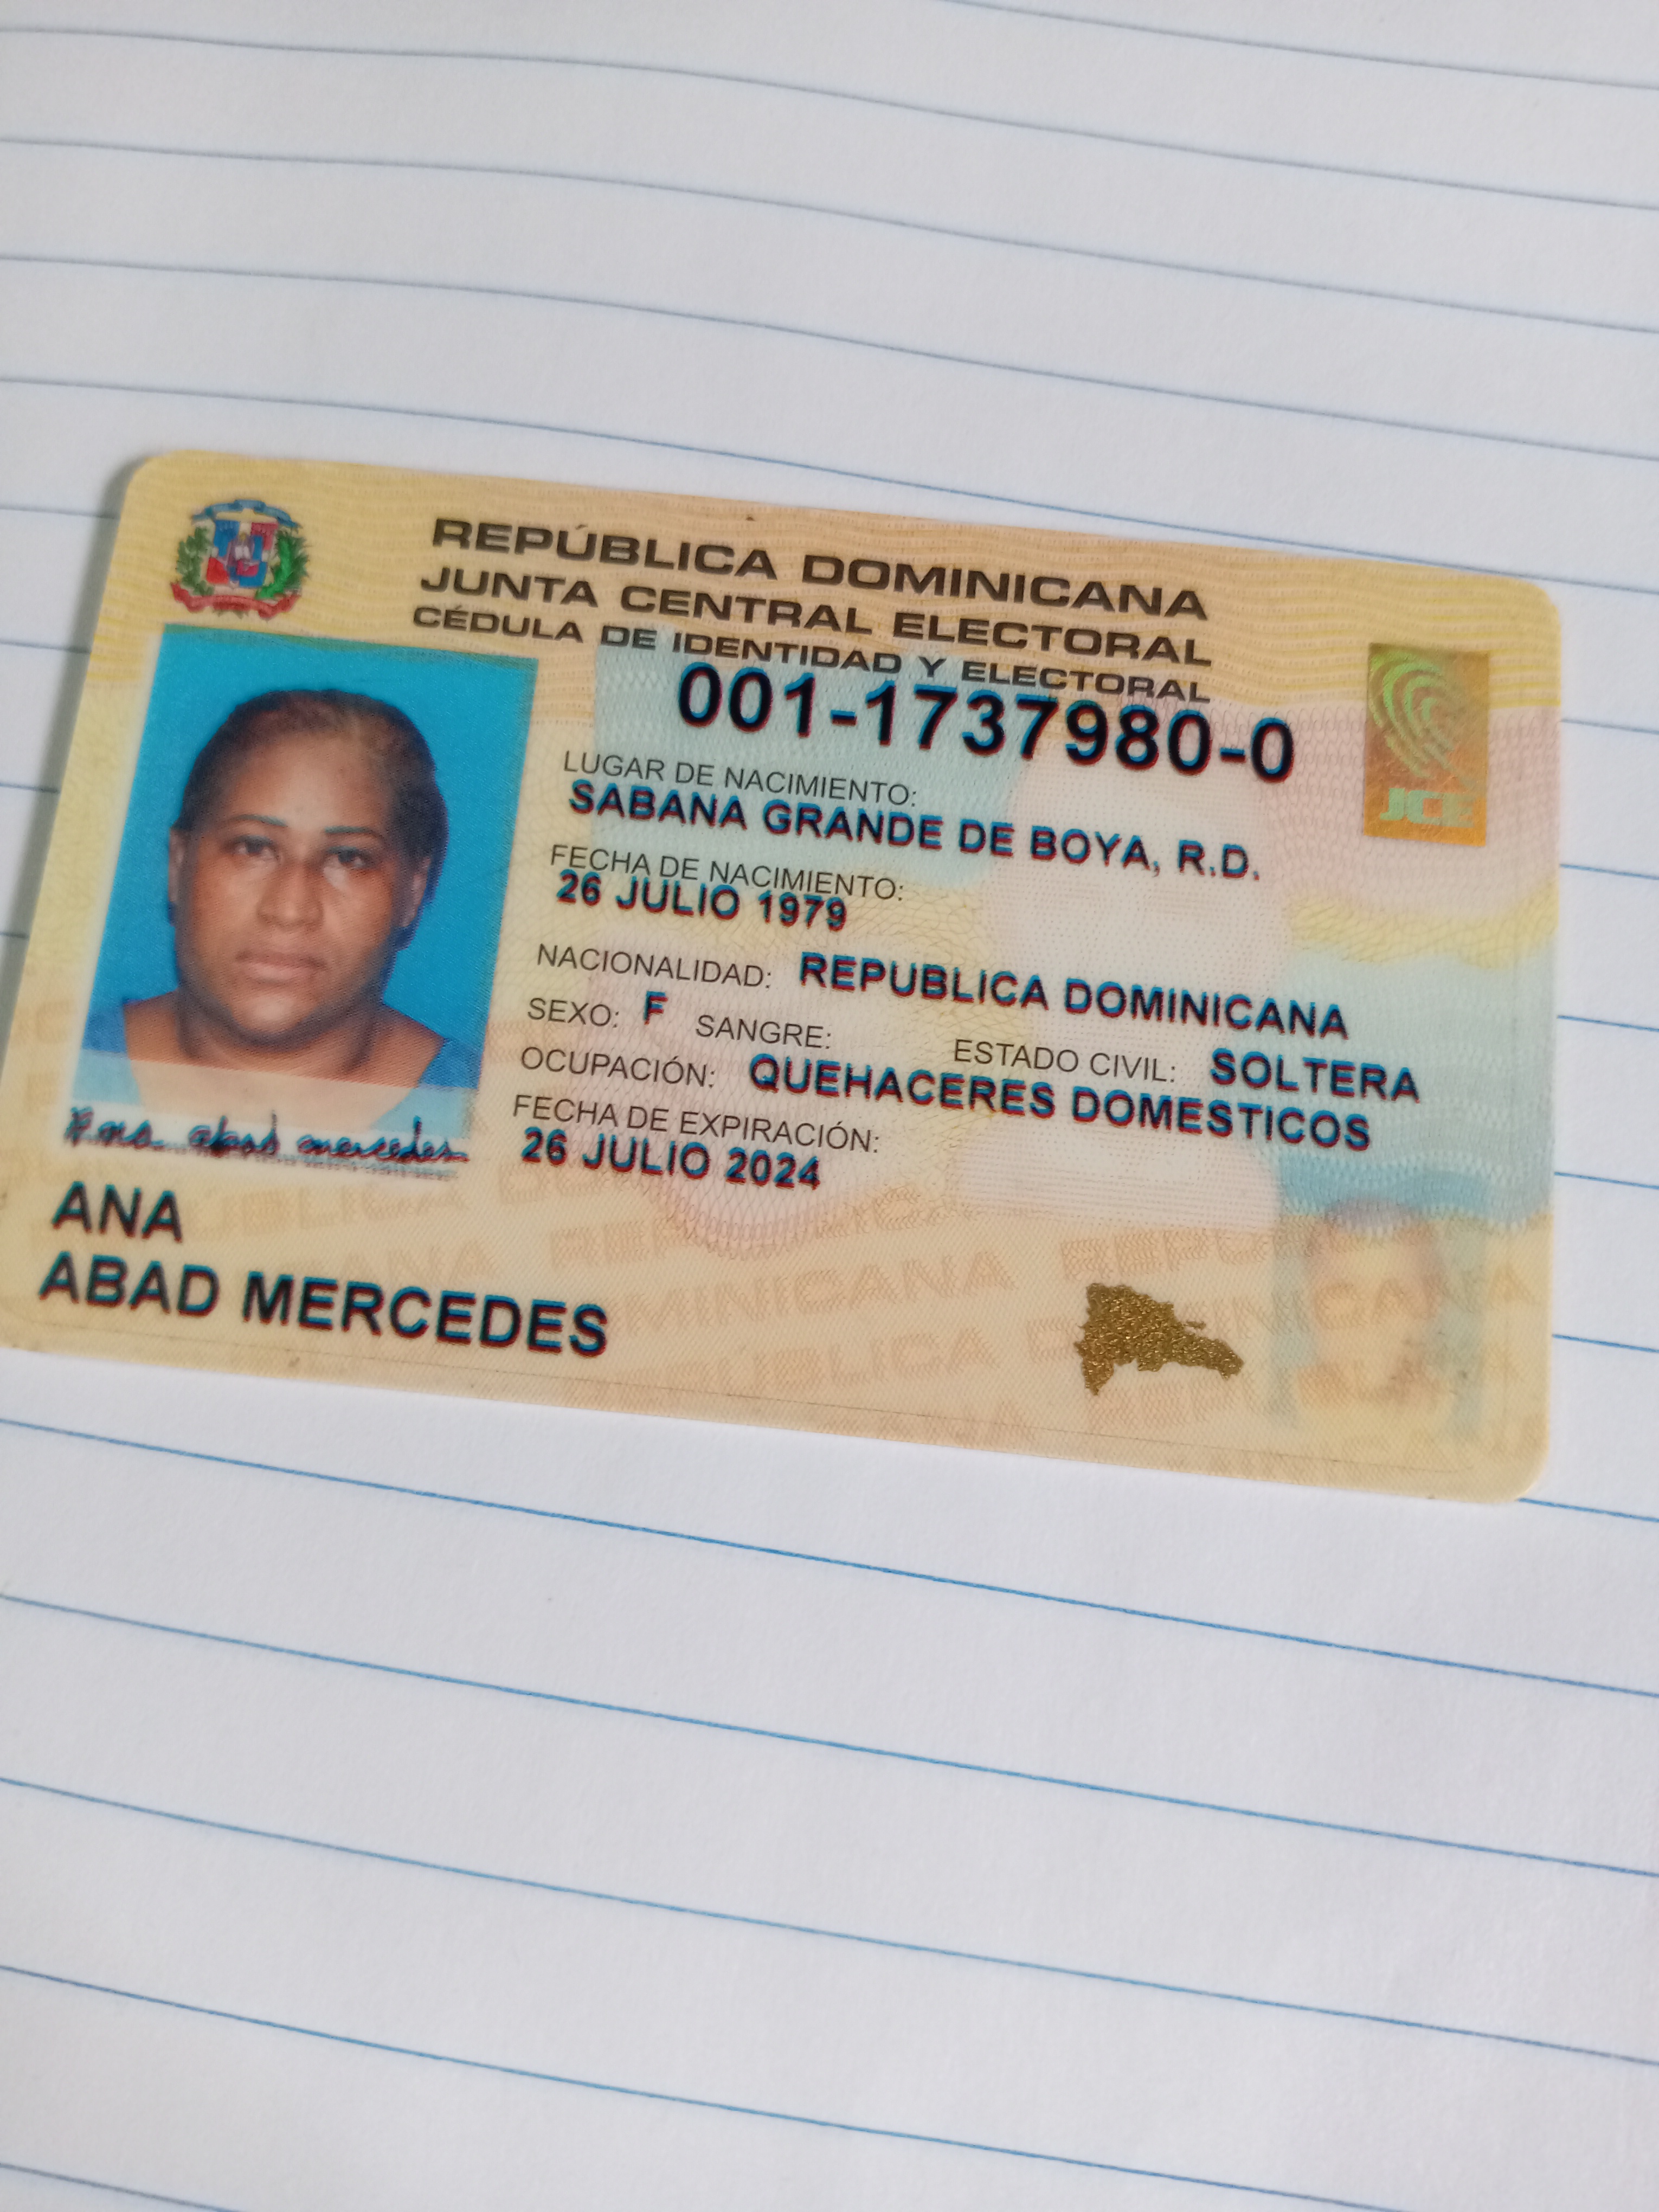 REPÚBLICA DOMINICANA
JUNTA CENTRAL ELECTORAL
CÉDULA DE IDENTIDAD Y ELECTORAL
001-1737980-0
JCE
LUGAR DE NACIMIENTO:
SABANA GRANDE DE BOYA, R.D.
FECHA DE NACIMIENTO:
26 JULIO 1979
NACIONALIDAD: REPUBLICA DOMINICANA
SEXO: F SANGRE: ESTADO CIVIL: SOLTERA
OCUPACIÓN: QUEHACERES DOMESTICOS
FECHA DE EXPIRACIÓN:
26 JULIO 2024
abad mercedes
ANA
ABAD MERCEDES